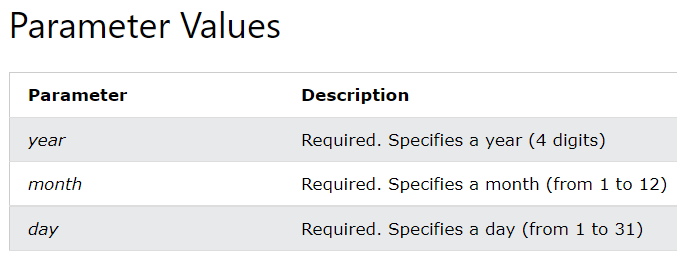 Parameter Values
Parameter Description
year Required. Specifies a year (4 digits)
month Required. Specifies a month (from 1 to 12)
day Required. Specifies a day (from 1 to 31)